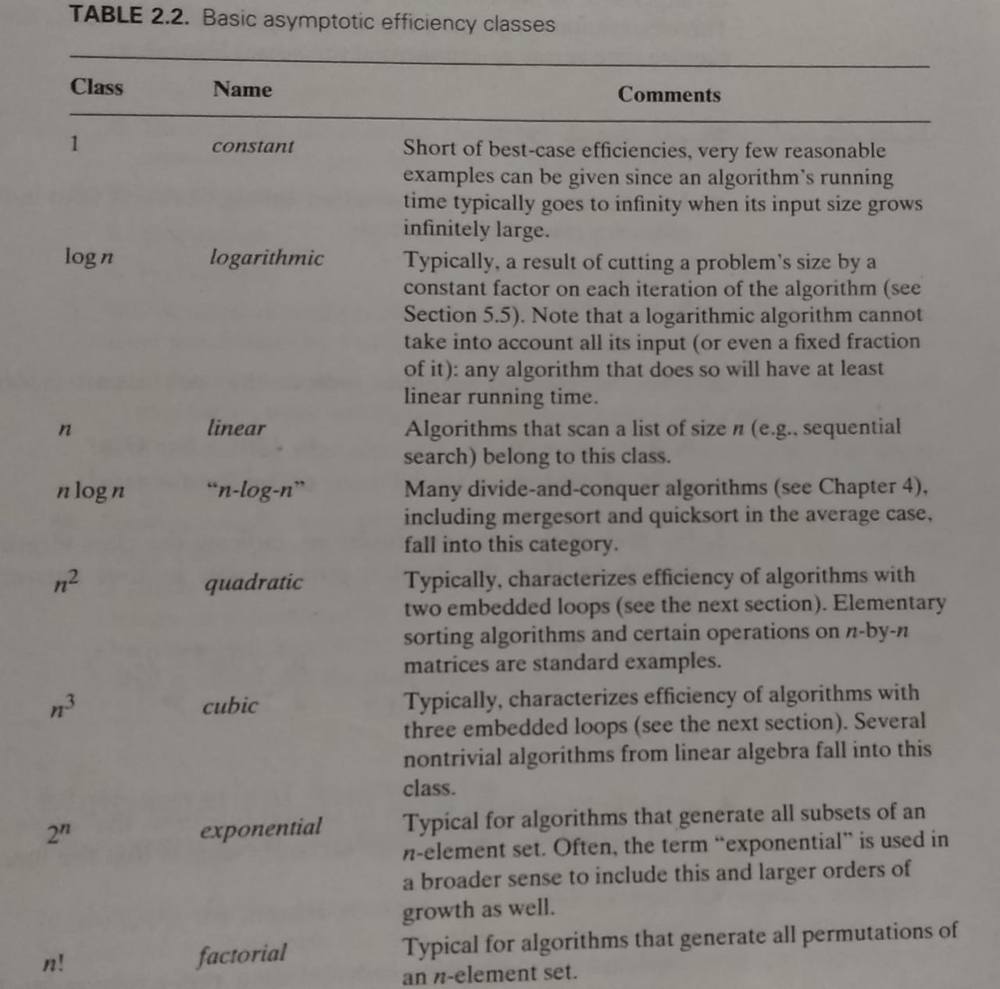 TABLE 2.2. Basic asymptotic efficiency classes
Class Name Comments
1 constant Short of best-case efficiencies, very few reasonable
examples can be given since an algorithm's running
time typically goes to infinity when its input size grows
infinitely large.
log n logarithmic Typically, a result of cutting a problem's size by a
constant factor on each iteration of the algorithm (see
Section 5.5). Note that a logarithmic algorithm cannot
take into account all its input (or even a fixed fraction
of it): any algorithm that does so will have at least
linear running time.
n linear Algorithms that scan a list of size n (e.g., sequential
search) belong to this class.
n log n “n-log-n” Many divide-and-conquer algorithms (see Chapter 4),
including mergesort and quicksort in the average case,
fall into this category.
n² quadratic Typically, characterizes efficiency of algorithms with
two embedded loops (see the next section). Elementary
sorting algorithms and certain operations on n-by-n
matrices are standard examples.
n³ cubic Typically, characterizes efficiency of algorithms with
three embedded loops (see the next section). Several
nontrivial algorithms from linear algebra fall into this
class.
2ⁿ exponential Typical for algorithms that generate all subsets of an
n-element set. Often, the term “exponential” is used in
a broader sense to include this and larger orders of
growth as well.
n! factorial Typical for algorithms that generate all permutations of
an n-element set.